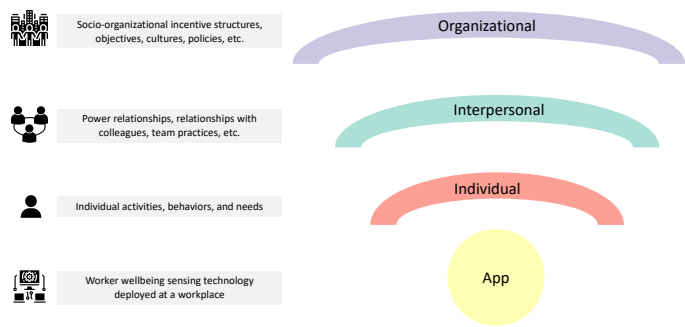 Socio-organizational incentive structures,
objectives, cultures, policies, etc.
Organizational
Power relationships, relationships with
colleagues, team practices, etc.
Interpersonal
Individual activities, behaviors, and needs
Individual
Worker wellbeing sensing technology
deployed at a workplace
App